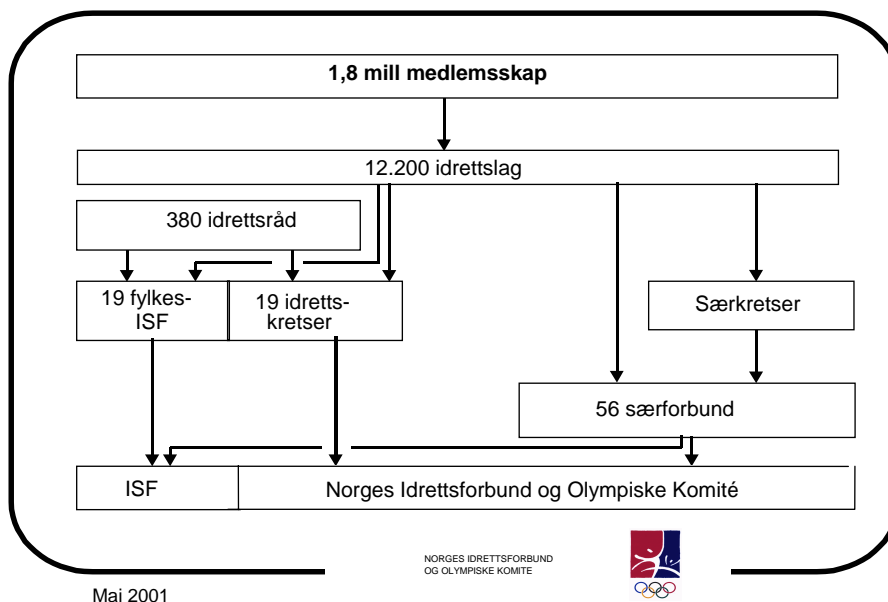 1,8 mill medlemsskap
12.200 idrettslag
380 idrettsråd
19 fylkes-
ISF
19 idretts-
kretser
Særkretser
56 særforbund
ISF
Norges Idrettsforbund og Olympiske Komité
NORGES IDRETTSFORBUND
OG OLYMPISKE KOMITE
Mai 2001